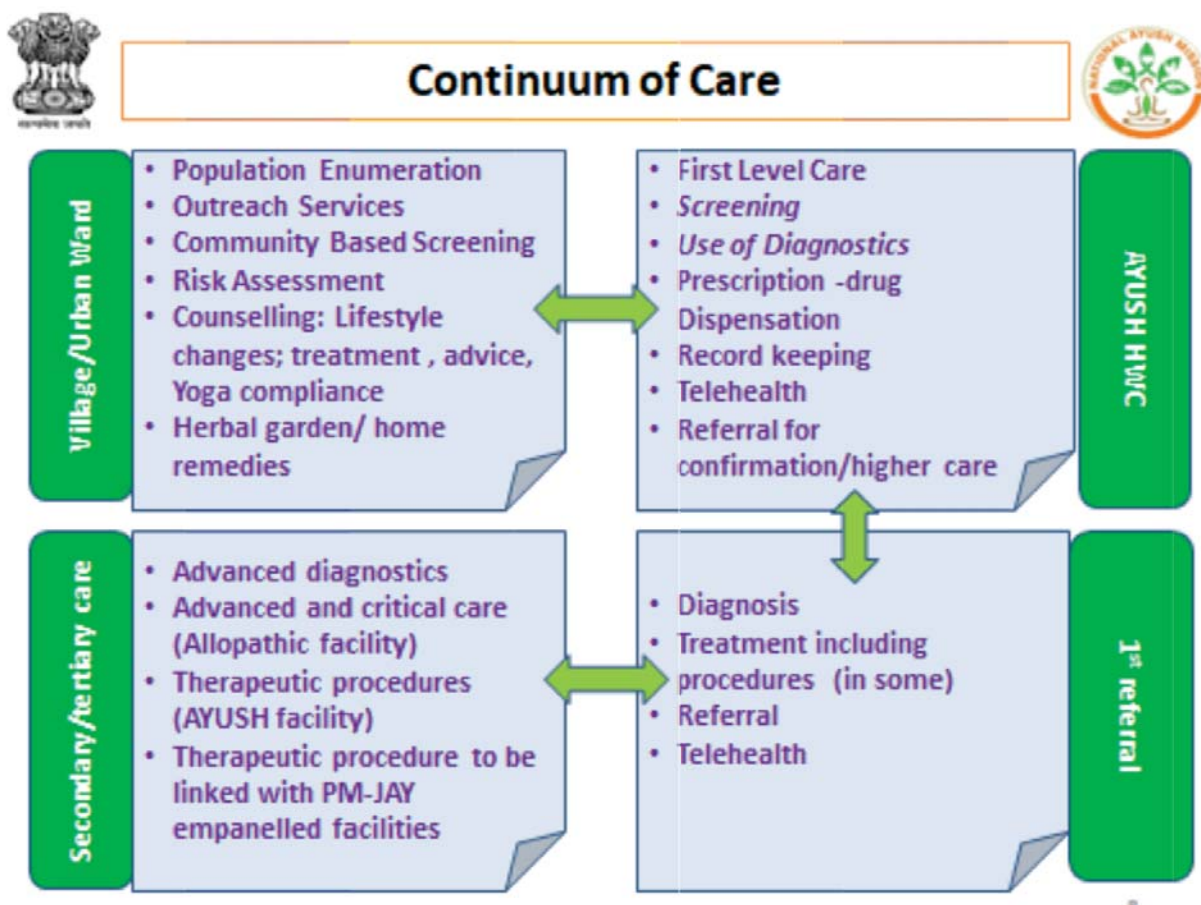 Continuum of Care
NATIONAL AYUSH MISSION
Village/Urban Ward
• Population Enumeration
• Outreach Services
• Community Based Screening
• Risk Assessment
• Counselling: Lifestyle
changes; treatment , advice,
Yoga compliance
• Herbal garden/ home
remedies
• First Level Care
• Screening
• Use of Diagnostics
• Prescription -drug
Dispensation
• Record keeping
• Telehealth
• Referral for
confirmation/higher care
AYUSH HWC
Secondary/tertiary care
• Advanced diagnostics
• Advanced and critical care
(Allopathic facility)
• Therapeutic procedures
(AYUSH facility)
• Therapeutic procedure to be
linked with PM-JAY
empanelled facilities
• Diagnosis
• Treatment including
procedures (in some)
• Referral
• Telehealth
1st referral